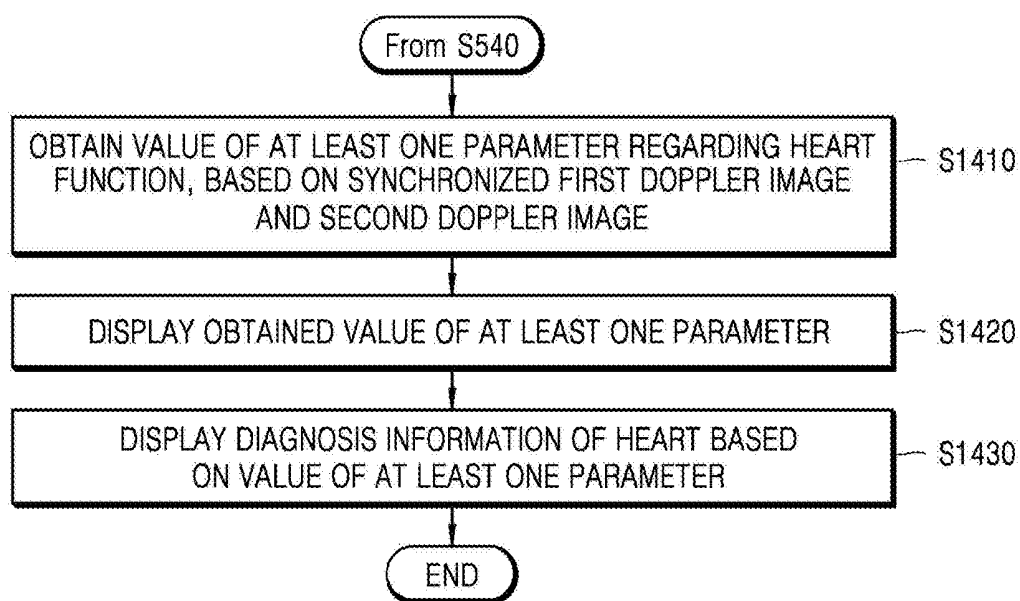 From S540
OBTAIN VALUE OF AT LEAST ONE PARAMETER REGARDING HEART
FUNCTION, BASED ON SYNCHRONIZED FIRST DOPPLER IMAGE
AND SECOND DOPPLER IMAGE
S1410
DISPLAY OBTAINED VALUE OF AT LEAST ONE PARAMETER
S1420
DISPLAY DIAGNOSIS INFORMATION OF HEART BASED
ON VALUE OF AT LEAST ONE PARAMETER
S1430
END